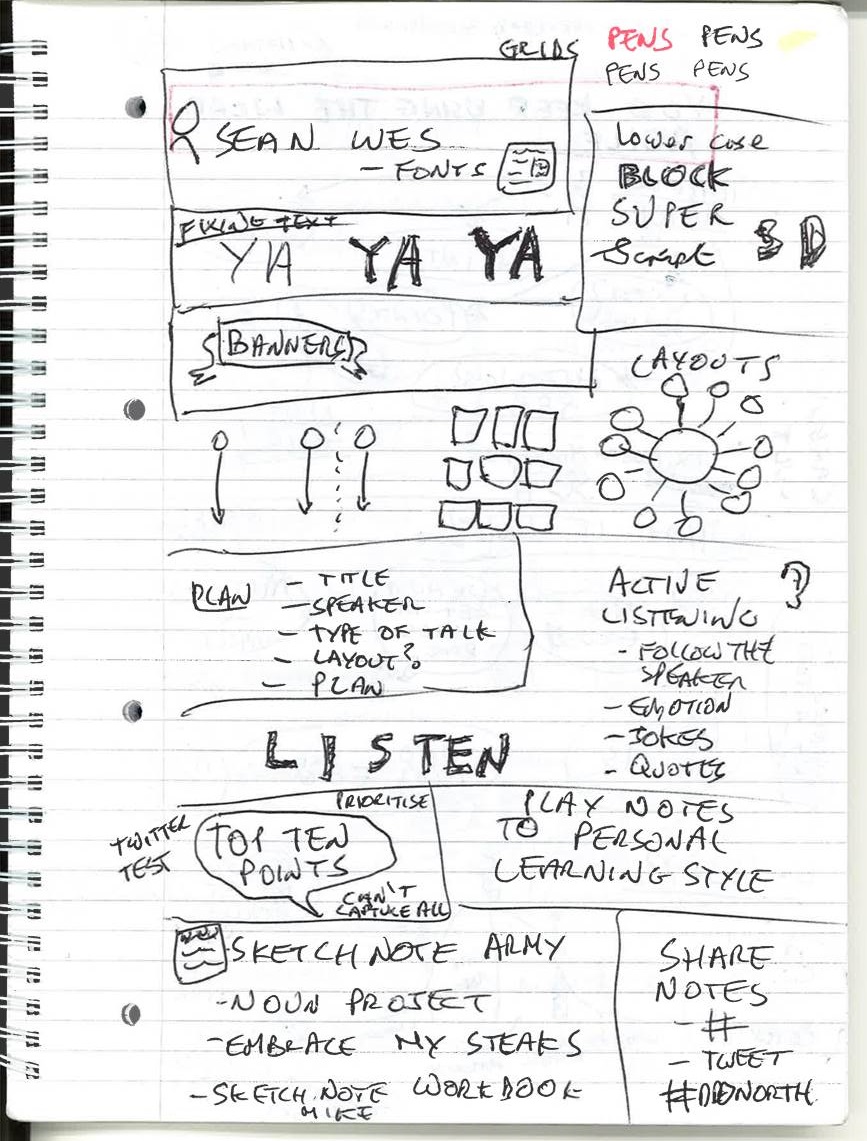 GRIDS
PENS PENS
PENS PENS
SEAN WES
- FONTS
lower case
BLOCK
SUPER
Script
S D
FIXING TEXT
YA YA YA
BANNERS
LAYOUTS
PLAN
- TITLE
- SPEAKER
- TYPE OF TALK
- LAYOUT?
- PLAN
ACTIVE ?
LISTENING
- FOLLOW THE
SPEAKER
- EMOTION
- JOKES
- QUOTES
LISTEN
PRIORITISE
TWITTER
TEST
TOP TEN
POINTS
CAN'T
CAPTURE ALL
PLAY NOTES
TO PERSONAL
LEARNING STYLE
SKETCH NOTE ARMY
- NOUN PROJECT
- EMBRACE MY STEAKS
- SKETCH NOTE WORKBOOK
MIKE
SHARE
NOTES
- #
- TWEET
#DDDNORTH